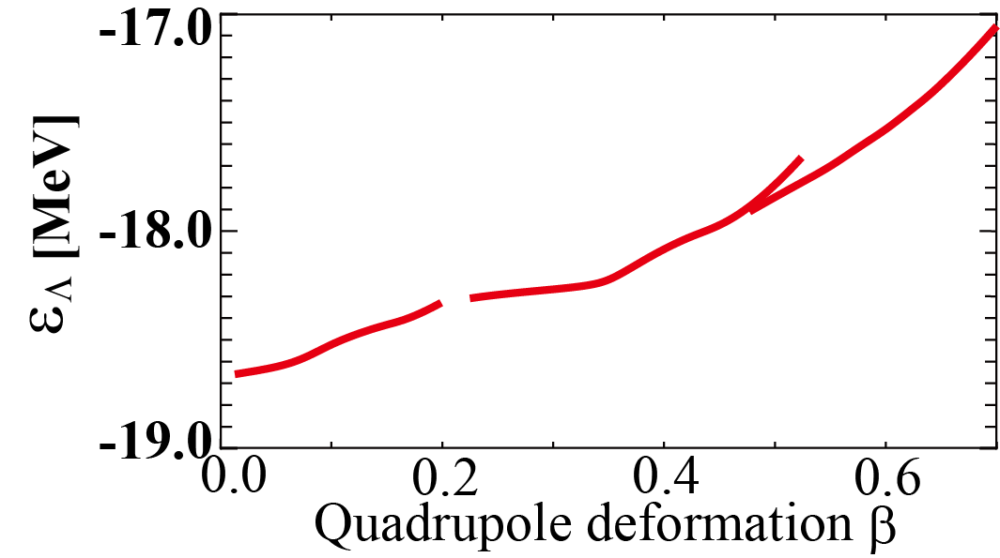 -17.0
-18.0
-19.0
εΛ [MeV]
0.0 0.2 0.4 0.6
Quadrupole deformation β